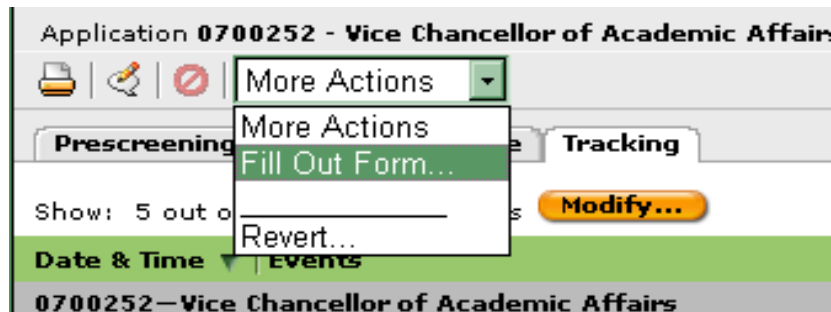 Application 0700252 - Vice Chancellor of Academic Affairs
More Actions
More Actions
Prescreening Tracking
Fill Out Form...
Show: 5 out o s Modify...
Revert...
Date & Time Events
0700252—Vice Chancellor of Academic Affairs